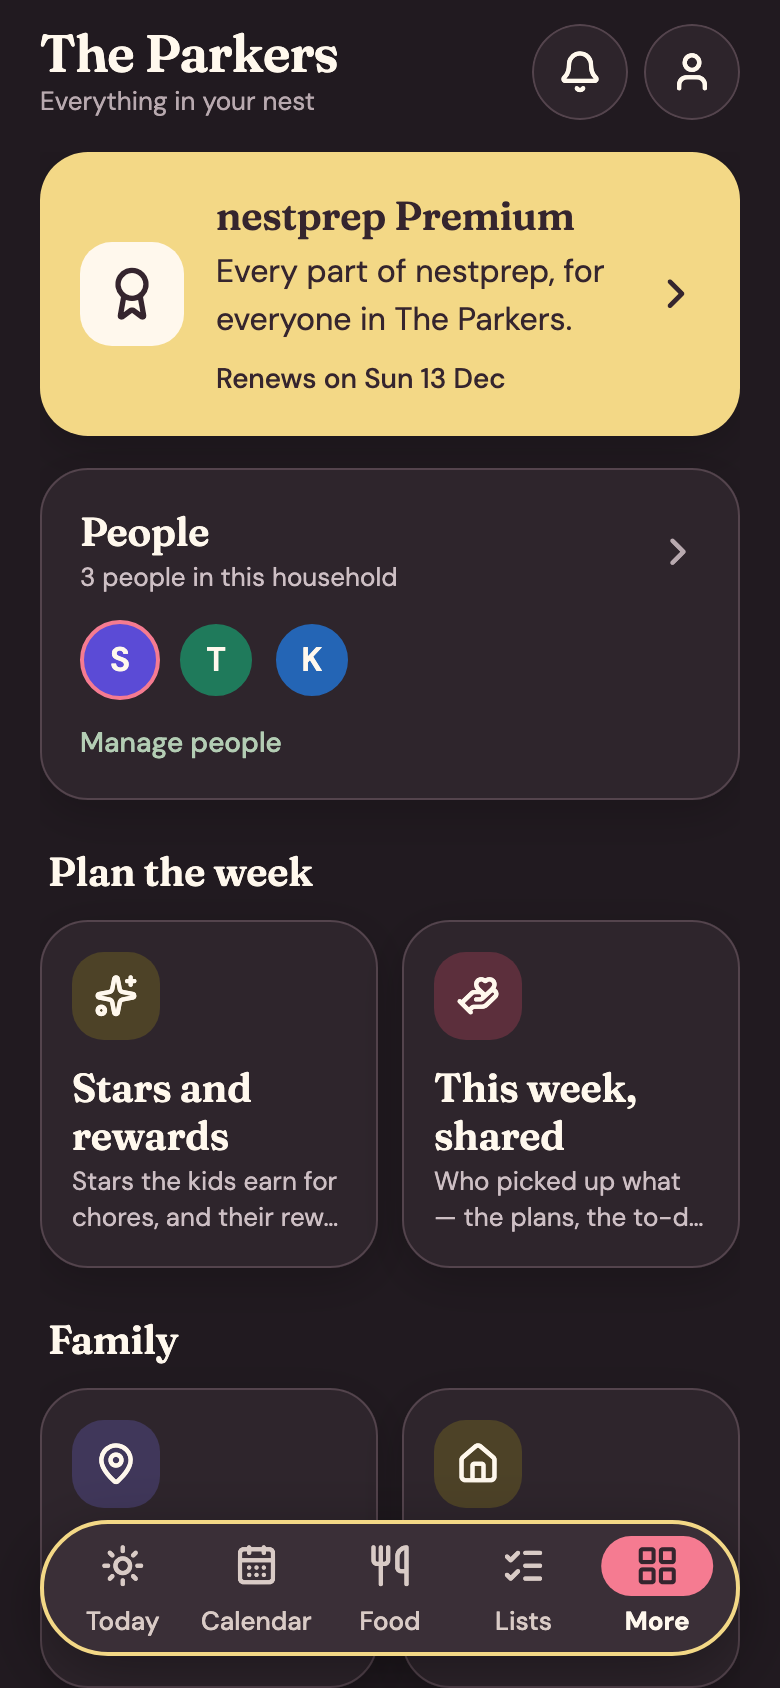 The Parkers
Everything in your nest
nestprep Premium
Every part of nestprep, for
everyone in The Parkers.
Renews on Sun 13 Dec
People
3 people in this household
S T K
Manage people
Plan the week
Stars and
rewards
Stars the kids earn for
chores, and their rew...
This week,
shared
Who picked up what
— the plans, the to-d...
Family
Today
Calendar
Food
Lists
More